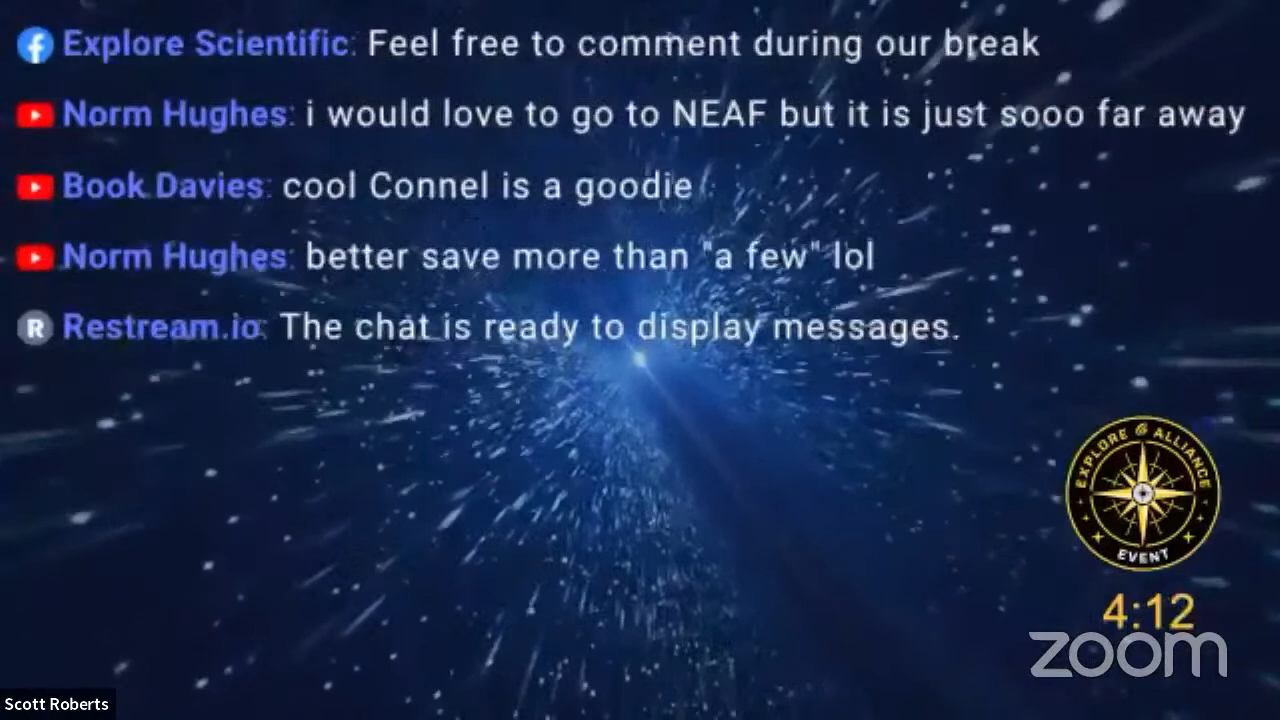 Explore Scientific: Feel free to comment during our break
Norm Hughes: i would love to go to NEAF but it is just sooo far away
Book Davies: cool Connel is a goodie
Norm Hughes: better save more than "a few" lol
R Restream.io: The chat is ready to display messages.
EXPLORE ALLIANCE
EVENT
4:12
zoom
Scott Roberts